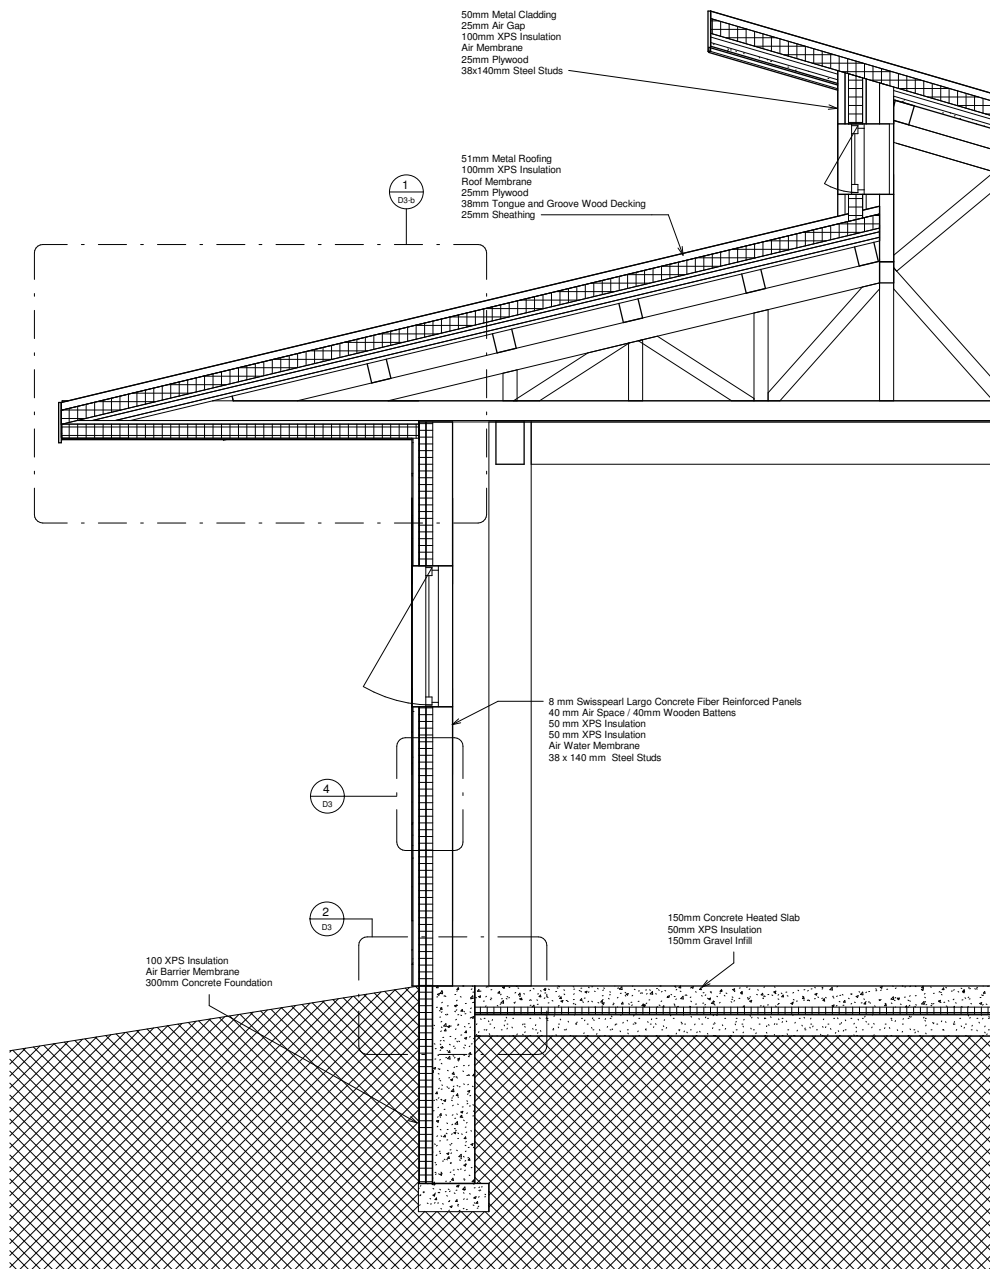 50mm Metal Cladding
25mm Air Gap
100mm XPS Insulation
Air Membrane
25mm Plywood
38x140mm Steel Studs
51mm Metal Roofing
100mm XPS Insulation
Roof Membrane
25mm Plywood
38mm Tongue and Groove Wood Decking
25mm Sheathing
1
D3-b
8 mm Swisspearl Largo Concrete Fiber Reinforced Panels
40 mm Air Space / 40mm Wooden Battens
50 mm XPS Insulation
50 mm XPS Insulation
Air Water Membrane
38 x 140 mm Steel Studs
4
D3
2
D3
150mm Concrete Heated Slab
50mm XPS Insulation
150mm Gravel Infill
100 XPS Insulation
Air Barrier Membrane
300mm Concrete Foundation